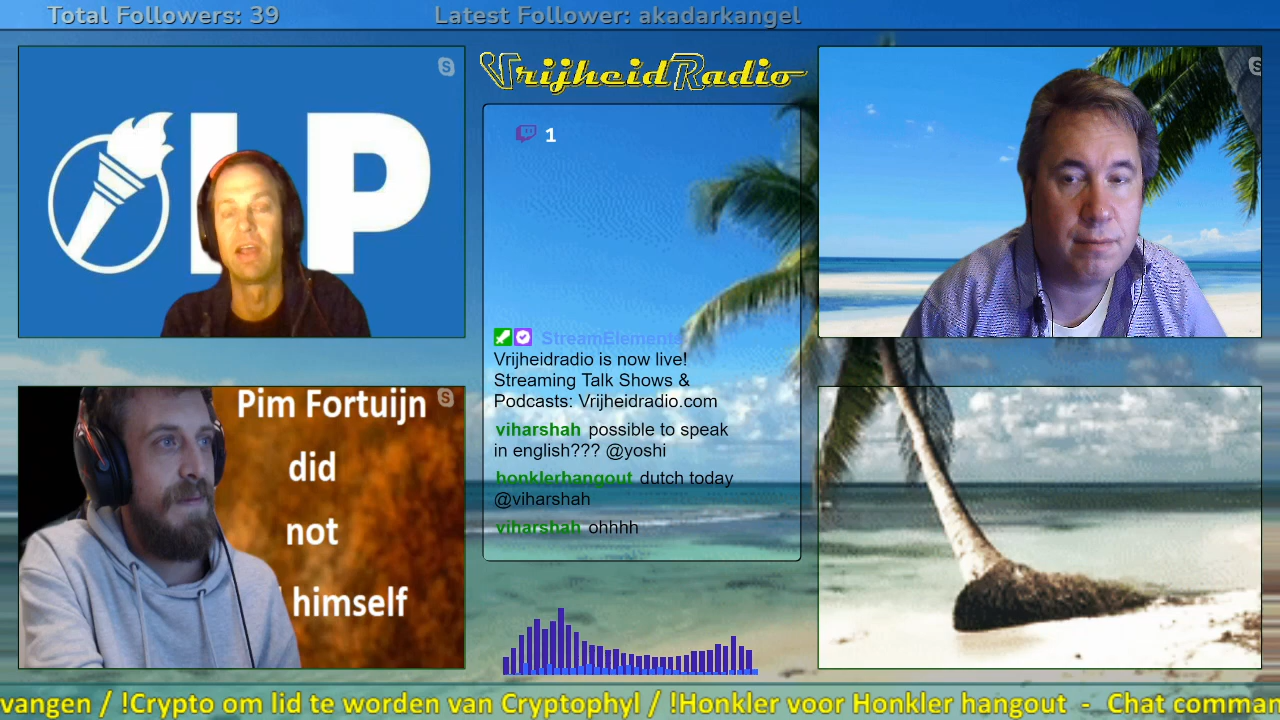 Total Followers: 39
Latest Follower: akadarkangel
LP
VrijheidRadio
1
StreamElements
Vrijheidradio is now live!
Streaming Talk Shows &
Podcasts: Vrijheidradio.com
viharshah possible to speak
in english??? @yoshi
honklerhangout dutch today
@viharshah
viharshah ohhhh
Pim Fortuijn
did
not
himself
vangen / !Crypto om lid te worden van Cryptophyl / !Honkler voor Honkler hangout - Chat comman